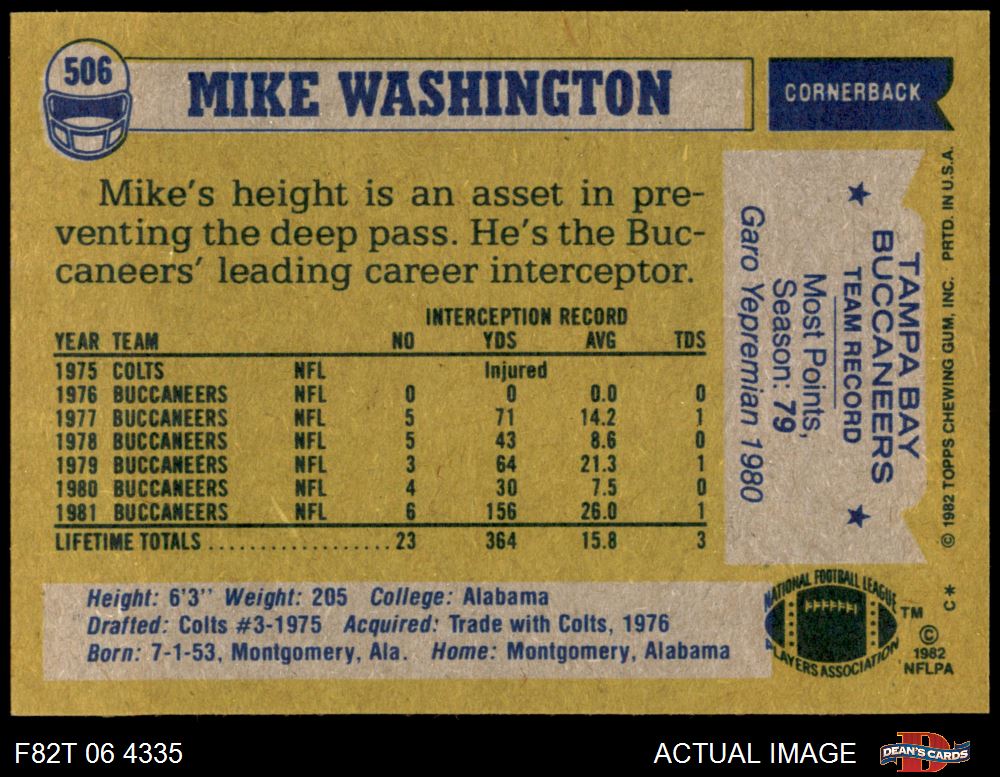 506
MIKE WASHINGTON
CORNERBACK
Mike's height is an asset in pre-
venting the deep pass. He's the Buc-
caneers' leading career interceptor.
INTERCEPTION RECORD
YEAR TEAM NO YDS AVG TDS
1975 COLTS NFL Injured
1976 BUCCANEERS NFL 0 0 0.0 0
1977 BUCCANEERS NFL 5 71 14.2 1
1978 BUCCANEERS NFL 5 43 8.6 0
1979 BUCCANEERS NFL 3 64 21.3 1
1980 BUCCANEERS NFL 4 30 7.5 0
1981 BUCCANEERS NFL 6 156 26.0 1
LIFETIME TOTALS .................. 23 364 15.8 3
Height: 6'3'' Weight: 205 College: Alabama
Drafted: Colts #3-1975 Acquired: Trade with Colts, 1976
Born: 7-1-53, Montgomery, Ala. Home: Montgomery, Alabama
TAMPA BAY
BUCCANEERS
★ TEAM RECORD ★
Most Points,
Season: 79
Garo Yepremian 1980
© 1982 TOPPS CHEWING GUM, INC. PRTD. IN U.S.A.
C*
NATIONAL FOOTBALL LEAGUE
PLAYERS ASSOCIATION
TM
©
1982
NFLPA
F82T 06 4335
ACTUAL IMAGE
D
DEAN'S CARDS